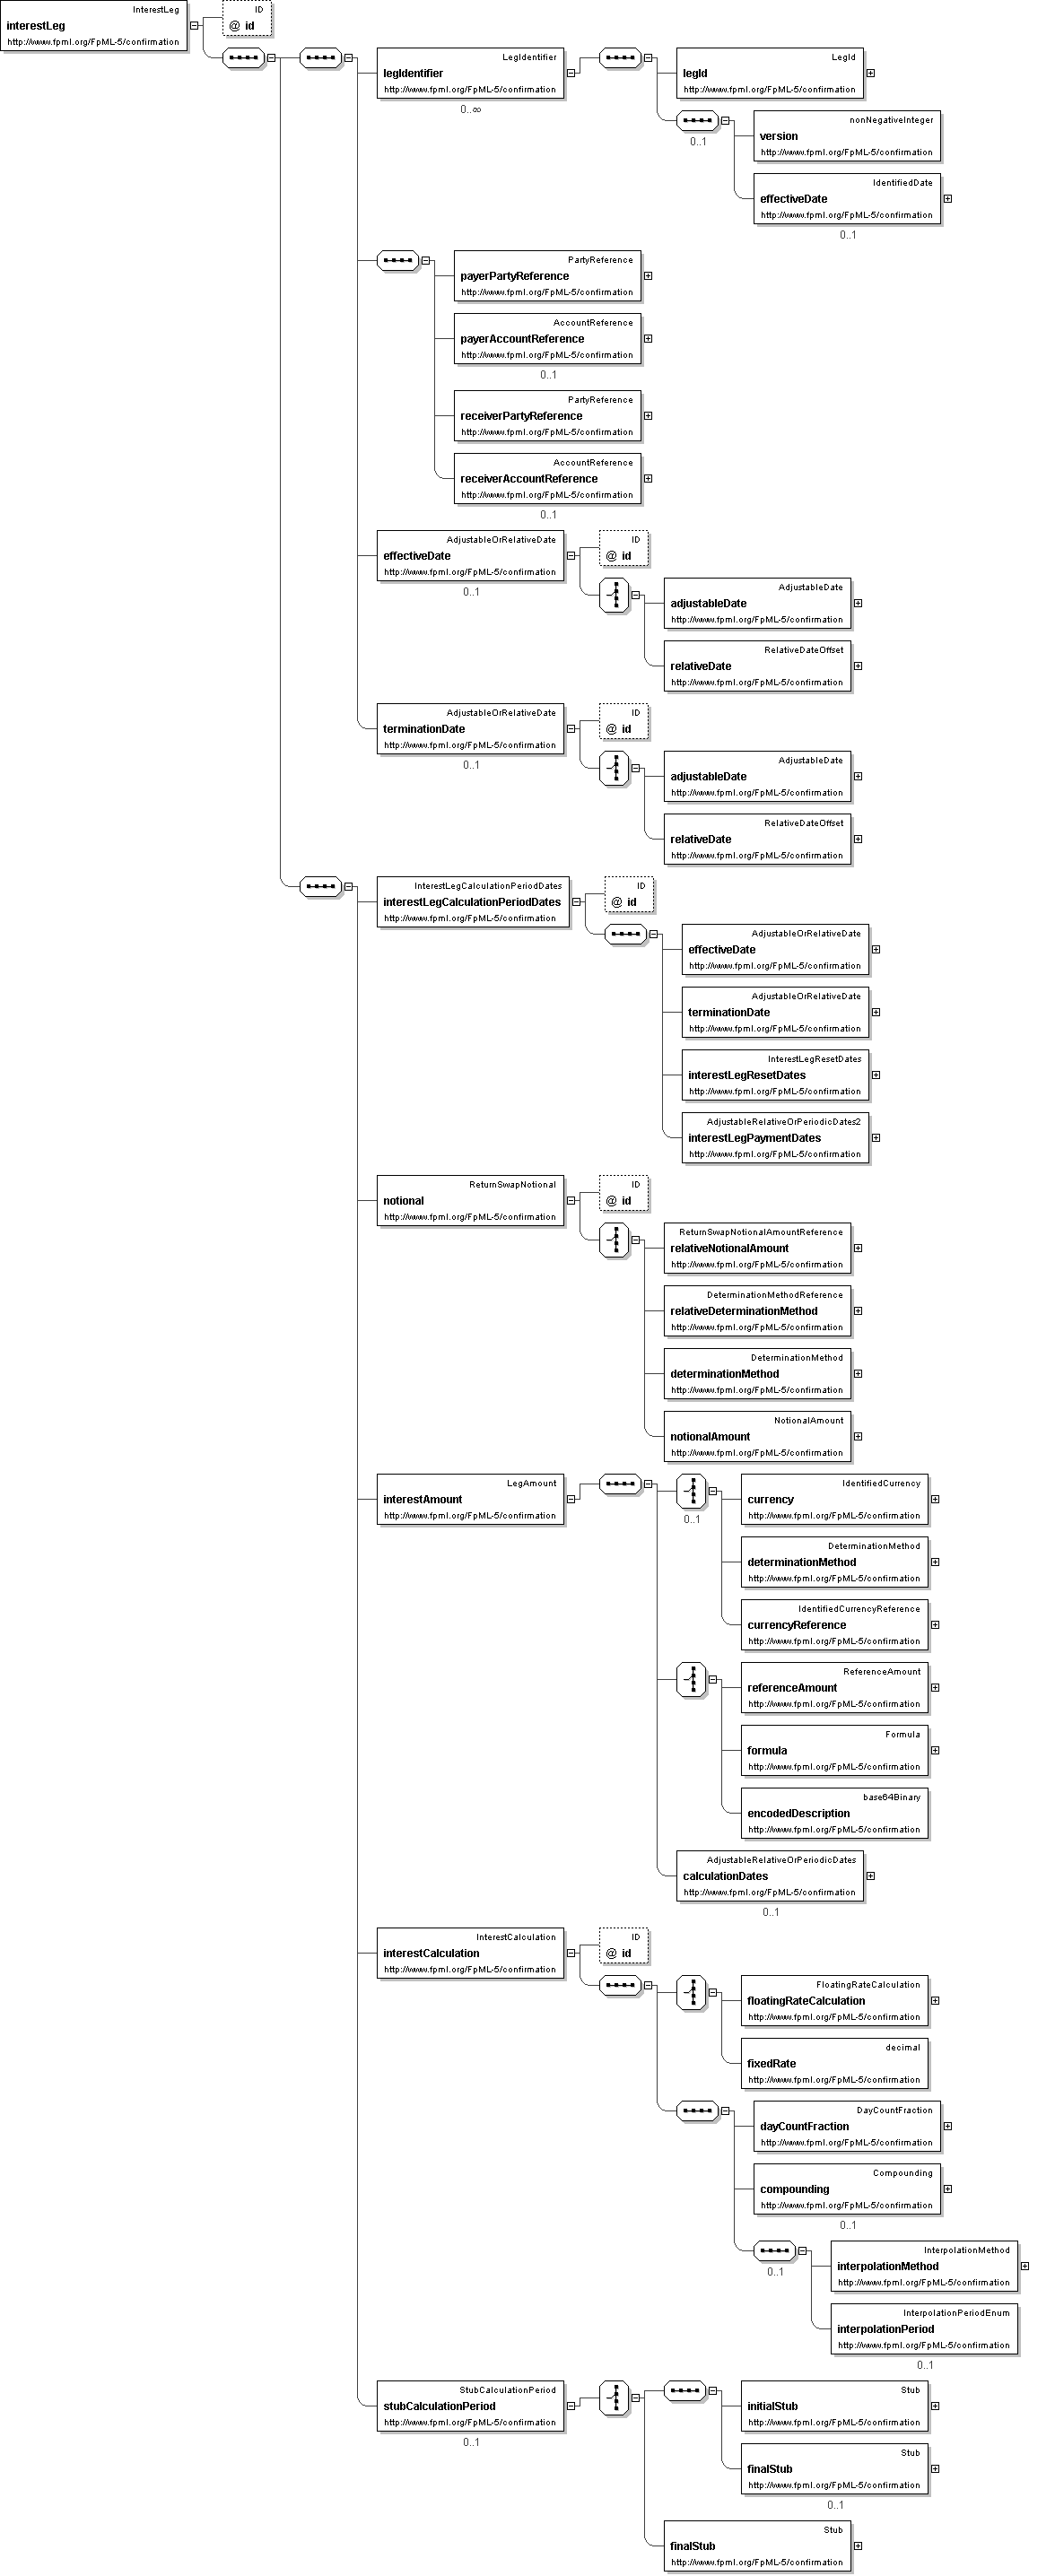 InterestLeg
interestLeg
http://www.fpml.org/FpML-5/confirmation
ID
@ id
LegIdentifier
legIdentifier
http://www.fpml.org/FpML-5/confirmation
0..∞
LegId
legId
http://www.fpml.org/FpML-5/confirmation
0..1
nonNegativeInteger
version
http://www.fpml.org/FpML-5/confirmation
IdentifiedDate
effectiveDate
http://www.fpml.org/FpML-5/confirmation
0..1
PartyReference
payerPartyReference
http://www.fpml.org/FpML-5/confirmation
AccountReference
payerAccountReference
http://www.fpml.org/FpML-5/confirmation
0..1
PartyReference
receiverPartyReference
http://www.fpml.org/FpML-5/confirmation
AccountReference
receiverAccountReference
http://www.fpml.org/FpML-5/confirmation
0..1
AdjustableOrRelativeDate
effectiveDate
http://www.fpml.org/FpML-5/confirmation
0..1
ID
@ id
AdjustableDate
adjustableDate
http://www.fpml.org/FpML-5/confirmation
RelativeDateOffset
relativeDate
http://www.fpml.org/FpML-5/confirmation
AdjustableOrRelativeDate
terminationDate
http://www.fpml.org/FpML-5/confirmation
0..1
ID
@ id
AdjustableDate
adjustableDate
http://www.fpml.org/FpML-5/confirmation
RelativeDateOffset
relativeDate
http://www.fpml.org/FpML-5/confirmation
InterestLegCalculationPeriodDates
interestLegCalculationPeriodDates
http://www.fpml.org/FpML-5/confirmation
ID
@ id
AdjustableOrRelativeDate
effectiveDate
http://www.fpml.org/FpML-5/confirmation
AdjustableOrRelativeDate
terminationDate
http://www.fpml.org/FpML-5/confirmation
InterestLegResetDates
interestLegResetDates
http://www.fpml.org/FpML-5/confirmation
AdjustableRelativeOrPeriodicDates2
interestLegPaymentDates
http://www.fpml.org/FpML-5/confirmation
ReturnSwapNotional
notional
http://www.fpml.org/FpML-5/confirmation
ID
@ id
ReturnSwapNotionalAmountReference
relativeNotionalAmount
http://www.fpml.org/FpML-5/confirmation
DeterminationMethodReference
relativeDeterminationMethod
http://www.fpml.org/FpML-5/confirmation
DeterminationMethod
determinationMethod
http://www.fpml.org/FpML-5/confirmation
NotionalAmount
notionalAmount
http://www.fpml.org/FpML-5/confirmation
LegAmount
interestAmount
http://www.fpml.org/FpML-5/confirmation
0..1
IdentifiedCurrency
currency
http://www.fpml.org/FpML-5/confirmation
DeterminationMethod
determinationMethod
http://www.fpml.org/FpML-5/confirmation
IdentifiedCurrencyReference
currencyReference
http://www.fpml.org/FpML-5/confirmation
ReferenceAmount
referenceAmount
http://www.fpml.org/FpML-5/confirmation
Formula
formula
http://www.fpml.org/FpML-5/confirmation
base64Binary
encodedDescription
http://www.fpml.org/FpML-5/confirmation
AdjustableRelativeOrPeriodicDates
calculationDates
http://www.fpml.org/FpML-5/confirmation
0..1
InterestCalculation
interestCalculation
http://www.fpml.org/FpML-5/confirmation
ID
@ id
FloatingRateCalculation
floatingRateCalculation
http://www.fpml.org/FpML-5/confirmation
decimal
fixedRate
http://www.fpml.org/FpML-5/confirmation
DayCountFraction
dayCountFraction
http://www.fpml.org/FpML-5/confirmation
Compounding
compounding
http://www.fpml.org/FpML-5/confirmation
0..1
0..1
InterpolationMethod
interpolationMethod
http://www.fpml.org/FpML-5/confirmation
InterpolationPeriodEnum
interpolationPeriod
http://www.fpml.org/FpML-5/confirmation
0..1
StubCalculationPeriod
stubCalculationPeriod
http://www.fpml.org/FpML-5/confirmation
0..1
Stub
initialStub
http://www.fpml.org/FpML-5/confirmation
Stub
finalStub
http://www.fpml.org/FpML-5/confirmation
0..1
Stub
finalStub
http://www.fpml.org/FpML-5/confirmation